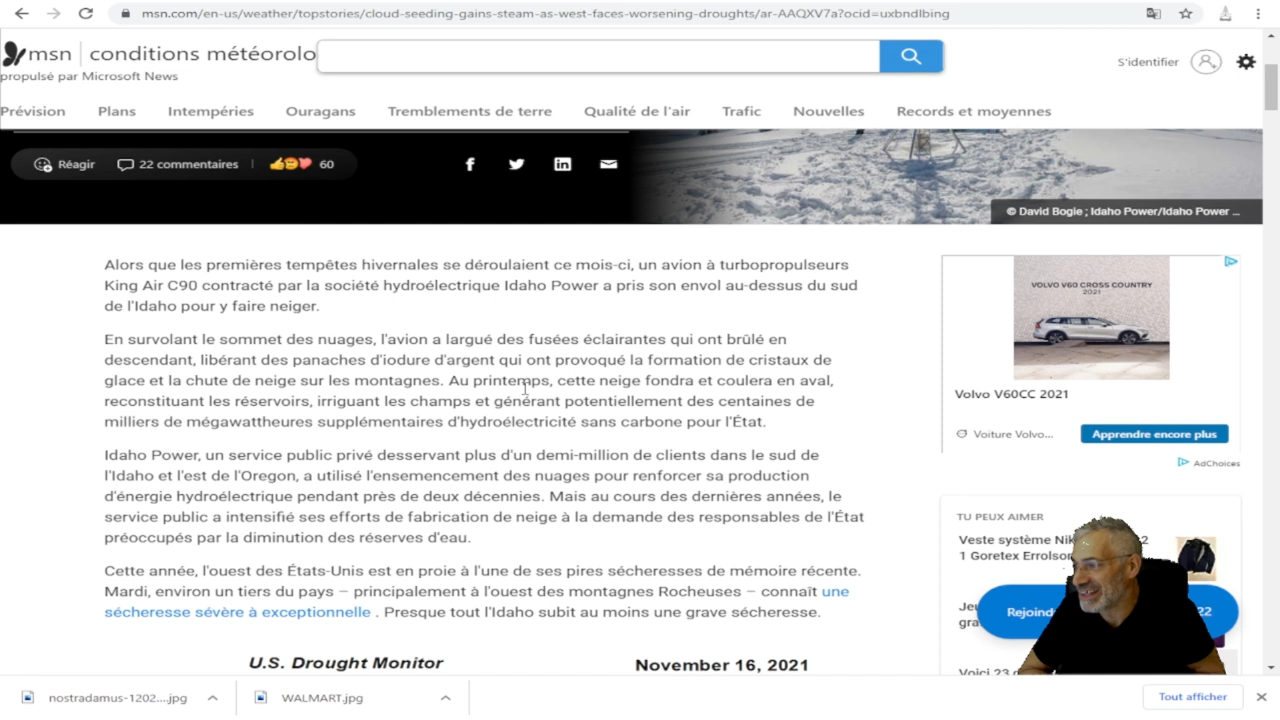 msn.com/en-us/weather/topstories/cloud-seeding-gains-steam-as-west-faces-worsening-droughts/ar-AAQXV7a?ocid=uxbndlbing
msn | conditions météorolo
propulsé par Microsoft News
S'identifier
Prévision Plans Intempéries Ouragans Tremblements de terre Qualité de l'air Trafic Nouvelles Records et moyennes
Réagir 22 commentaires 60
© David Bogie ; Idaho Power/Idaho Power ...
Alors que les premières tempêtes hivernales se déroulaient ce mois-ci, un avion à turbopropulseurs
King Air C90 contracté par la société hydroélectrique Idaho Power a pris son envol au-dessus du sud
de l'Idaho pour y faire neiger.
En survolant le sommet des nuages, l'avion a largué des fusées éclairantes qui ont brûlé en
descendant, libérant des panaches d'iodure d'argent qui ont provoqué la formation de cristaux de
glace et la chute de neige sur les montagnes. Au printemps, cette neige fondra et coulera en aval,
reconstituant les réservoirs, irriguant les champs et générant potentiellement des centaines de
milliers de mégawattheures supplémentaires d'hydroélectricité sans carbone pour l'État.
Idaho Power, un service public privé desservant plus d'un demi-million de clients dans le sud de
l'Idaho et l'est de l'Oregon, a utilisé l'ensemencement des nuages pour renforcer sa production
d'énergie hydroélectrique pendant près de deux décennies. Mais au cours des dernières années, le
service public a intensifié ses efforts de fabrication de neige à la demande des responsables de l'État
préoccupés par la diminution des réserves d'eau.
Cette année, l'ouest des États-Unis est en proie à l'une de ses pires sécheresses de mémoire récente.
Mardi, environ un tiers du pays – principalement à l'ouest des montagnes Rocheuses – connaît une
sécheresse sévère à exceptionnelle . Presque tout l'Idaho subit au moins une grave sécheresse.
U.S. Drought Monitor November 16, 2021
VOLVO V60 CROSS COUNTRY
2021
Volvo V60CC 2021
Voiture Volvo... Apprendre encore plus
AdChoices
TU PEUX AIMER
Veste système Nik 2
1 Goretex Errolson
Jeu
Rejoind 22
gra
Voici 23
nostradamus-1202....jpg WALMART.jpg Tout afficher